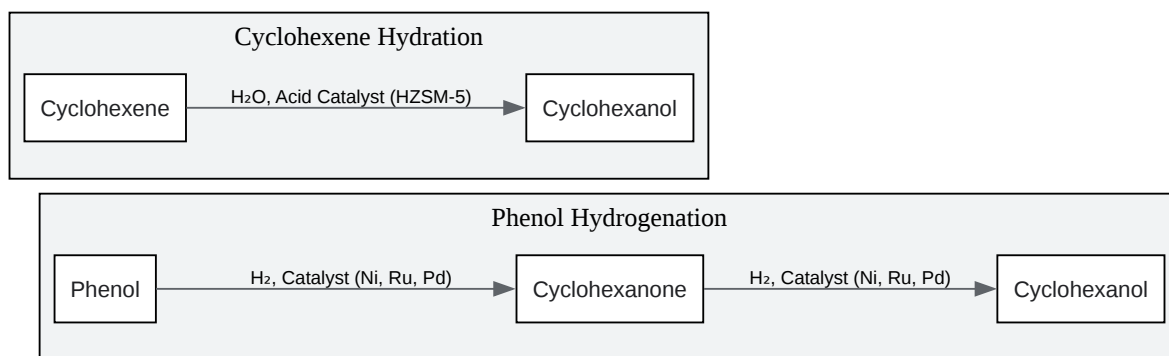 Cyclohexene Hydration
H₂O, Acid Catalyst (HZSM-5)
Cyclohexene
Cyclohexanol
Phenol Hydrogenation
H₂, Catalyst (Ni, Ru, Pd)
H₂, Catalyst (Ni, Ru, Pd)
Phenol
Cyclohexanone
Cyclohexanol